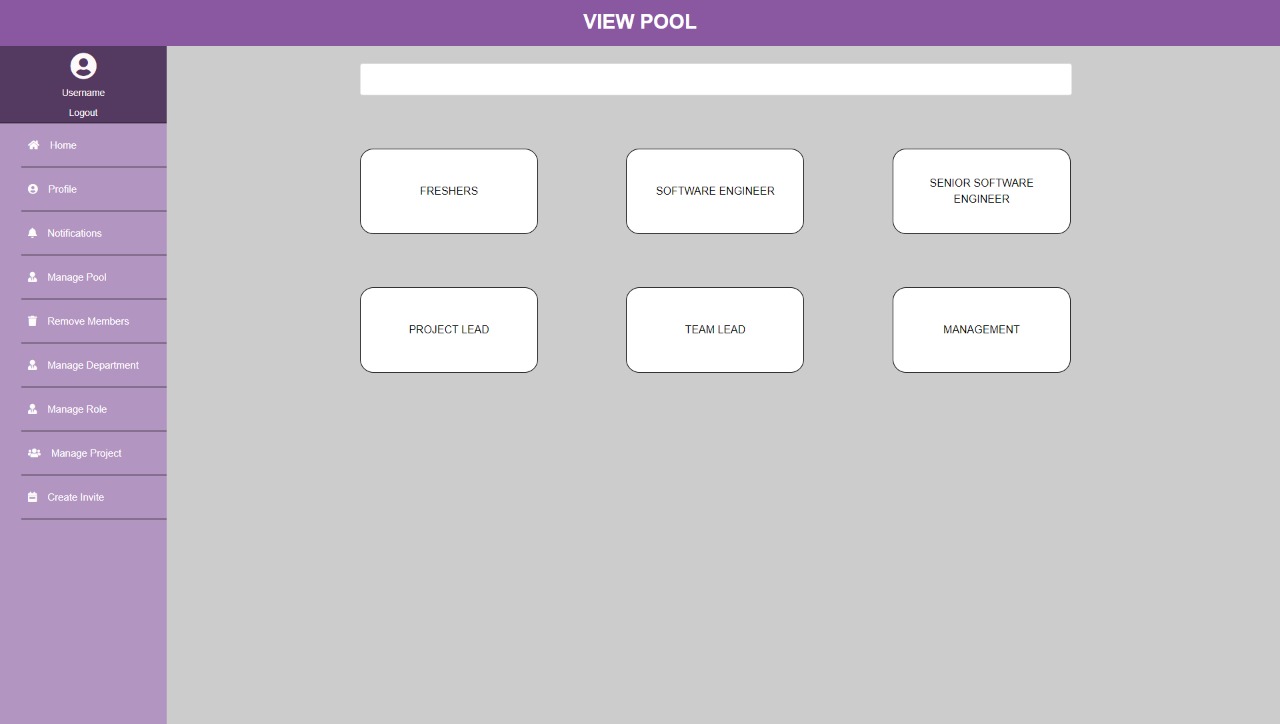 VIEW POOL
Username
Logout
Home
Profile
Notifications
Manage Pool
Remove Members
Manage Department
Manage Role
Manage Project
Create Invite
FRESHERS
SOFTWARE ENGINEER
SENIOR SOFTWARE
ENGINEER
PROJECT LEAD
TEAM LEAD
MANAGEMENT